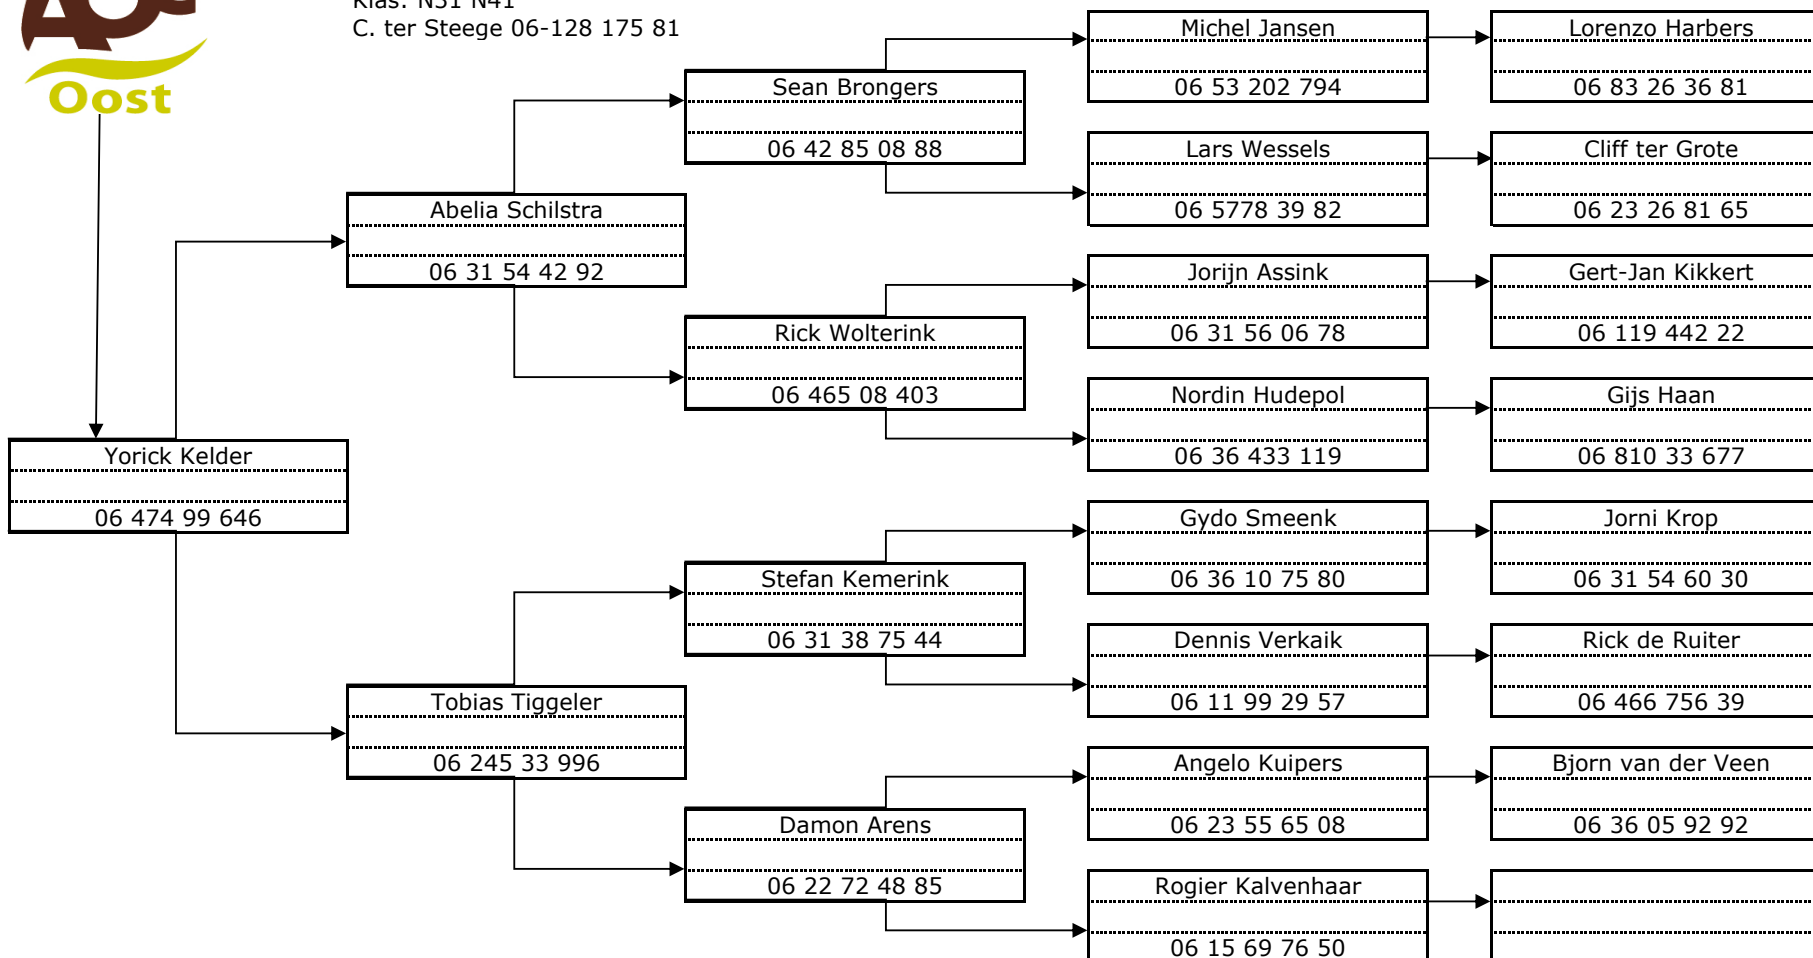 Oost
Klas: N31 N41
C. ter Steege 06-128 175 81
Yorick Kelder
06 474 99 646
Abelia Schilstra
06 31 54 42 92
Tobias Tiggeler
06 245 33 996
Sean Brongers
06 42 85 08 88
Rick Wolterink
06 465 08 403
Stefan Kemerink
06 31 38 75 44
Damon Arens
06 22 72 48 85
Michel Jansen
06 53 202 794
Lars Wessels
06 5778 39 82
Jorijn Assink
06 31 56 06 78
Nordin Hudepol
06 36 433 119
Gydo Smeenk
06 36 10 75 80
Dennis Verkaik
06 11 99 29 57
Angelo Kuipers
06 23 55 65 08
Rogier Kalvenhaar
06 15 69 76 50
Lorenzo Harbers
06 83 26 36 81
Cliff ter Grote
06 23 26 81 65
Gert-Jan Kikkert
06 119 442 22
Gijs Haan
06 810 33 677
Jorni Krop
06 31 54 60 30
Rick de Ruiter
06 466 756 39
Bjorn van der Veen
06 36 05 92 92